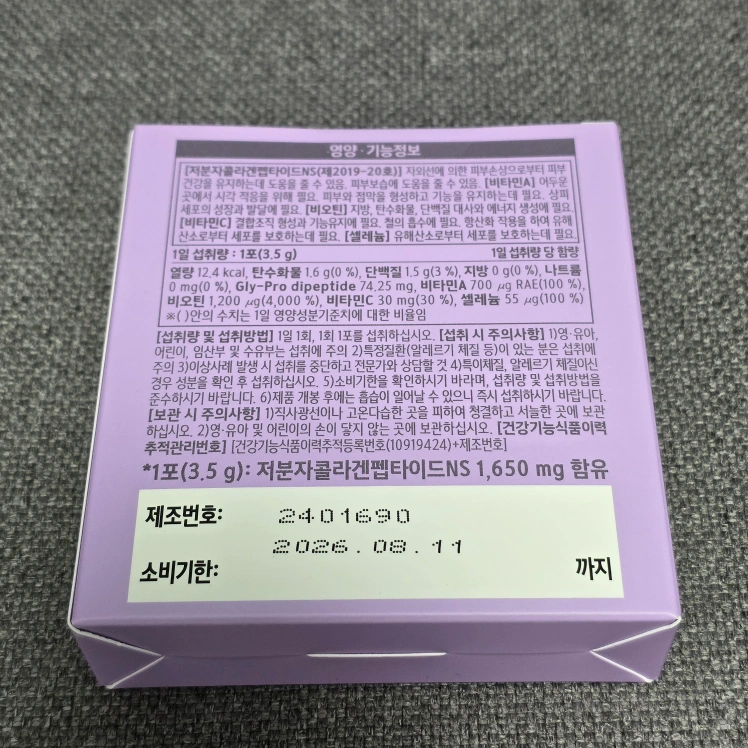 영양·기능정보
[저분자콜라겐펩타이드NS(제2019-20호)] 자외선에 의한 피부손상으로부터 피부
건강을 유지하는데 도움을 줄 수 있음. 피부보습에 도움을 줄 수 있음. [비타민A] 어두운
곳에서 시각 적응을 위해 필요. 피부와 점막을 형성하고 기능을 유지하는데 필요. 상피
세포의 성장과 발달에 필요. [비오틴] 지방, 탄수화물, 단백질 대사와 에너지 생성에 필요.
[비타민C] 결합조직 형성과 기능유지에 필요. 철의 흡수에 필요. 항산화 작용을 하여 유해
산소로부터 세포를 보호하는데 필요. [셀레늄] 유해산소로부터 세포를 보호하는데 필요.
1일 섭취량 : 1포(3.5 g) 1일 섭취량 당 함량
열량 12.4 kcal, 탄수화물 1.6 g(0 %), 단백질 1.5 g(3 %), 지방 0 g(0 %), 나트륨
0 mg(0 %), Gly-Pro dipeptide 74.25 mg, 비타민A 700 μg RAE(100 %),
비오틴 1,200 μg(4,000 %), 비타민C 30 mg(30 %), 셀레늄 55 μg(100 %)
※( )안의 수치는 1일 영양성분기준치에 대한 비율임
[섭취량 및 섭취방법] 1일 1회, 1회 1포를 섭취하십시오. [섭취 시 주의사항] 1)영·유아,
어린이, 임산부 및 수유부는 섭취에 주의 2)특정질환(알레르기 체질 등)이 있는 분은 섭취에
주의 3)이상사례 발생 시 섭취를 중단하고 전문가와 상담할 것 4)특이체질, 알레르기 체질이신
경우 성분을 확인 후 섭취하십시오. 5)소비기한을 확인하시기 바라며, 섭취량 및 섭취방법을
준수하시기 바랍니다. 6)제품 개봉 후에는 흡습이 일어날 수 있으니 즉시 섭취하시기 바랍니다.
[보관 시 주의사항] 1)직사광선이나 고온다습한 곳을 피하여 청결하고 서늘한 곳에 보관
하십시오. 2)영·유아 및 어린이의 손이 닿지 않는 곳에 보관하십시오. [건강기능식품이력
추적관리번호] [건강기능식품이력추적등록번호(10919424)+제조번호]
*1포(3.5 g): 저분자콜라겐펩타이드NS 1,650 mg 함유
제조번호: 2401690
2026.08.11
소비기한: 까지